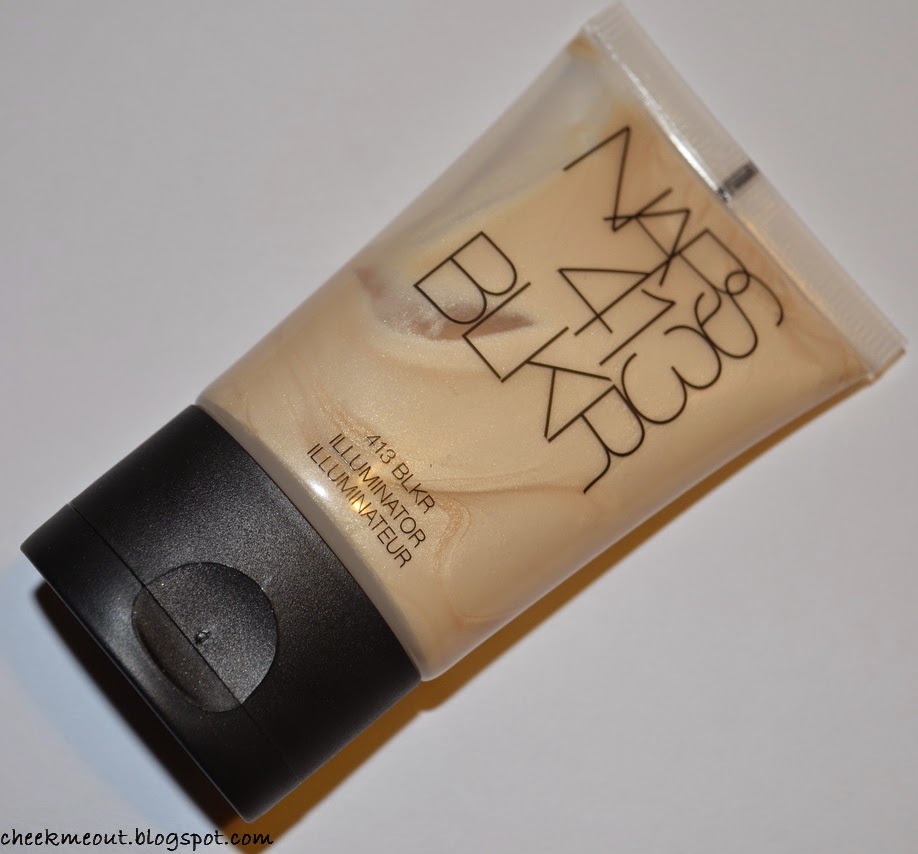 NARS
413
BLKR
413 BLKR
ILLUMINATOR
ILLUMINATEUR
cheekmeout.blogspot.com